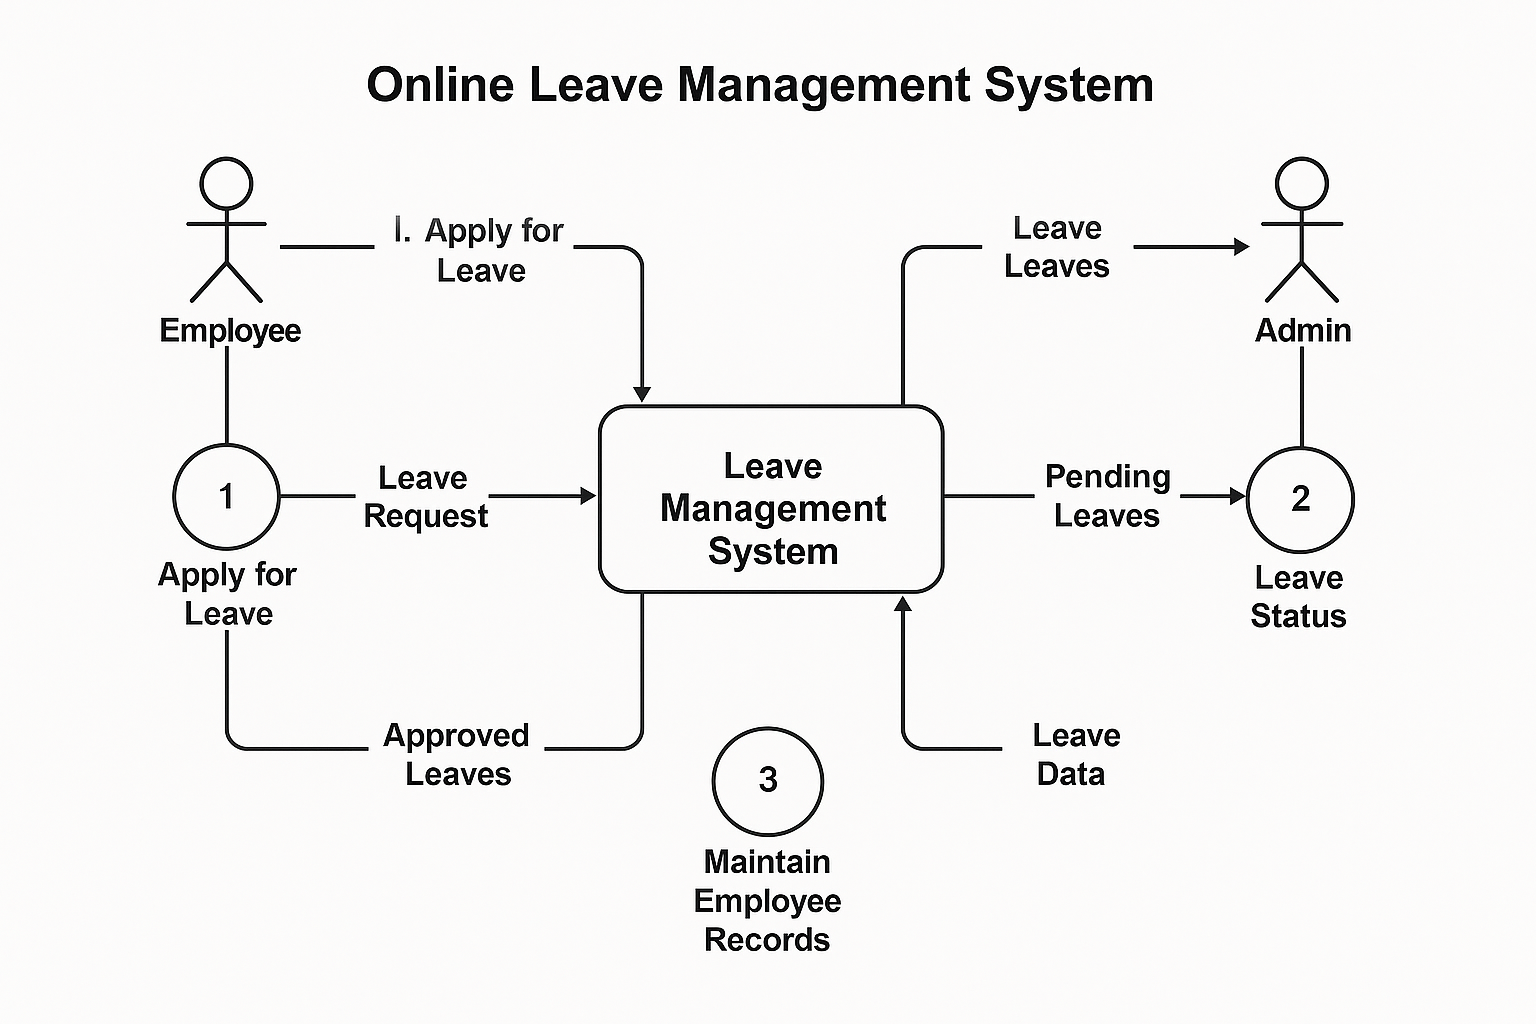 Online Leave Management System
l. Apply for
Leave
Leave
Leaves
Employee
Admin
1
Leave
Request
Leave
Management
System
Pending
Leaves
2
Apply for
Leave
Leave
Status
Approved
Leaves
3
Leave
Data
Maintain
Employee
Records